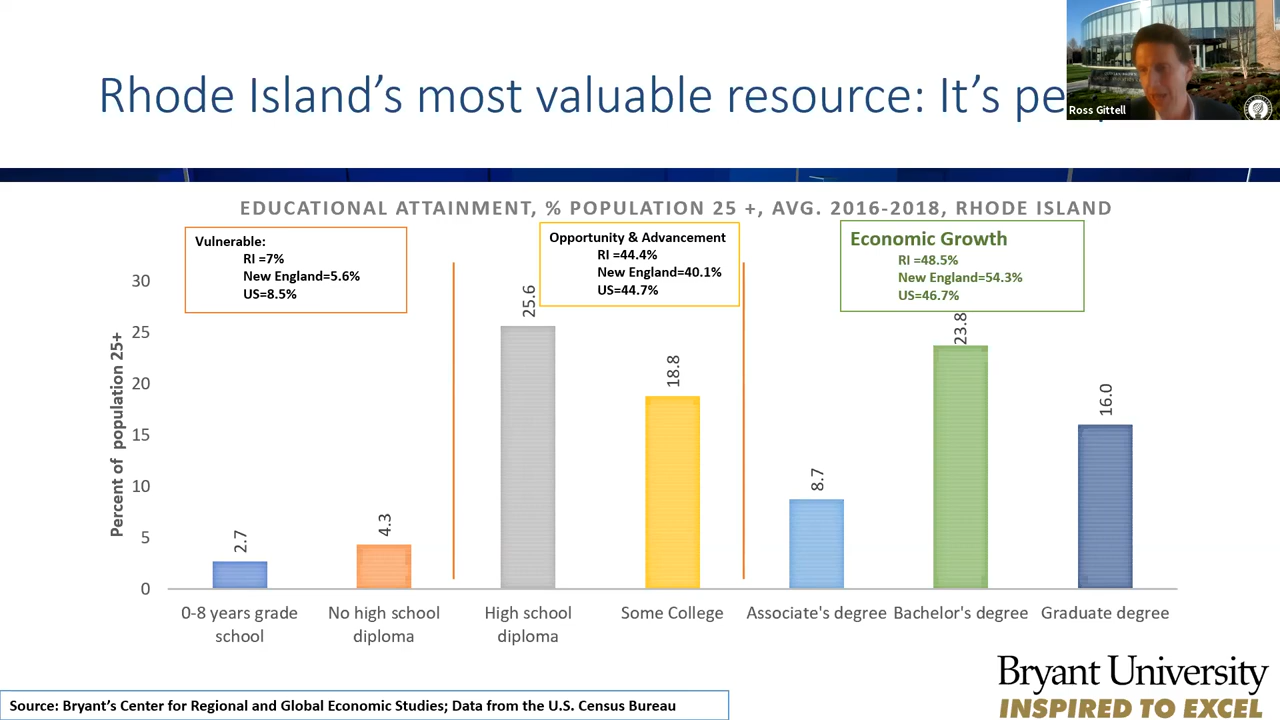 Rhode Island's most valuable resource: It's pe
Ross Gittell
EDUCATIONAL ATTAINMENT, % POPULATION 25 +, AVG. 2016-2018, RHODE ISLAND
Vulnerable:
RI =7%
New England=5.6%
US=8.5%
Opportunity & Advancement
RI =44.4%
New England=40.1%
US=44.7%
Economic Growth
RI =48.5%
New England=54.3%
US=46.7%
Percent of population 25+
30
25
20
15
10
5
0
2.7
4.3
25.6
18.8
8.7
23.8
16.0
0-8 years grade
school
No high school
diploma
High school
diploma
Some College
Associate's degree
Bachelor's degree
Graduate degree
Source: Bryant's Center for Regional and Global Economic Studies; Data from the U.S. Census Bureau
Bryant University
INSPIRED TO EXCEL